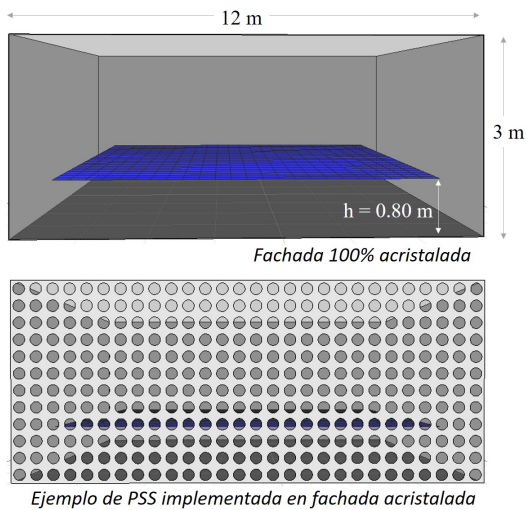 12 m
3 m
h = 0.80 m
Fachada 100% acristalada
Ejemplo de PSS implementada en fachada acristalada